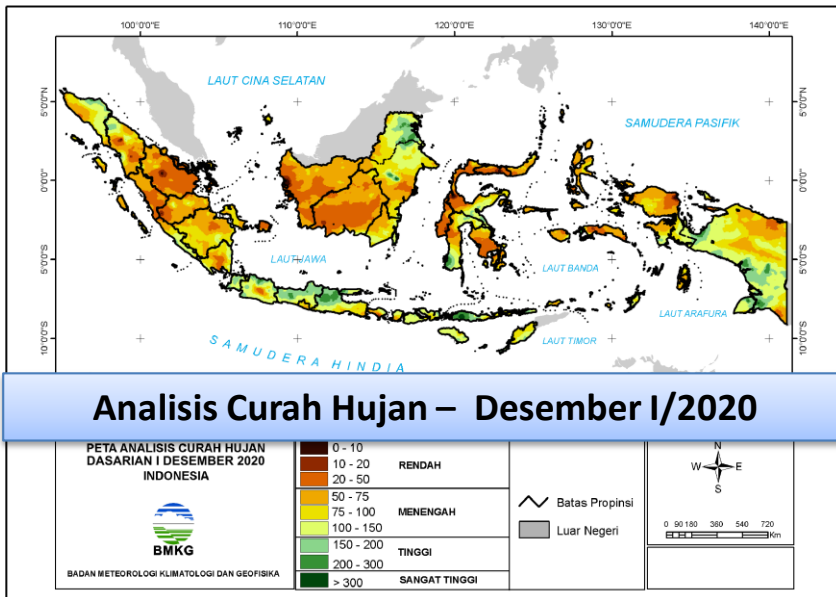 100°0'0"E 110°0'0"E 120°0'0"E 130°0'0"E 140°0'0"E
LAUT CINA SELATAN
SAMUDERA PASIFIK
5°0'0"N 5°0'0"N
0°0'0" 0°0'0"
5°0'0"S 5°0'0"S
10°0'0"S 10°0'0"S
LAUT JAWA
LAUT BANDA
LAUT ARAFURA
LAUT TIMOR
SAMUDERA HINDIA
Analisis Curah Hujan – Desember I/2020
PETA ANALISIS CURAH HUJAN
DASARIAN I DESEMBER 2020
INDONESIA
BMKG
BADAN METEOROLOGI KLIMATOLOGI DAN GEOFISIKA
0 - 10
10 - 20
20 - 50
RENDAH
50 - 75
75 - 100
100 - 150
MENENGAH
150 - 200
200 - 300
TINGGI
> 300
SANGAT TINGGI
Batas Propinsi
Luar Negeri
N
W E
S
0 90 180 360 540 720
Km